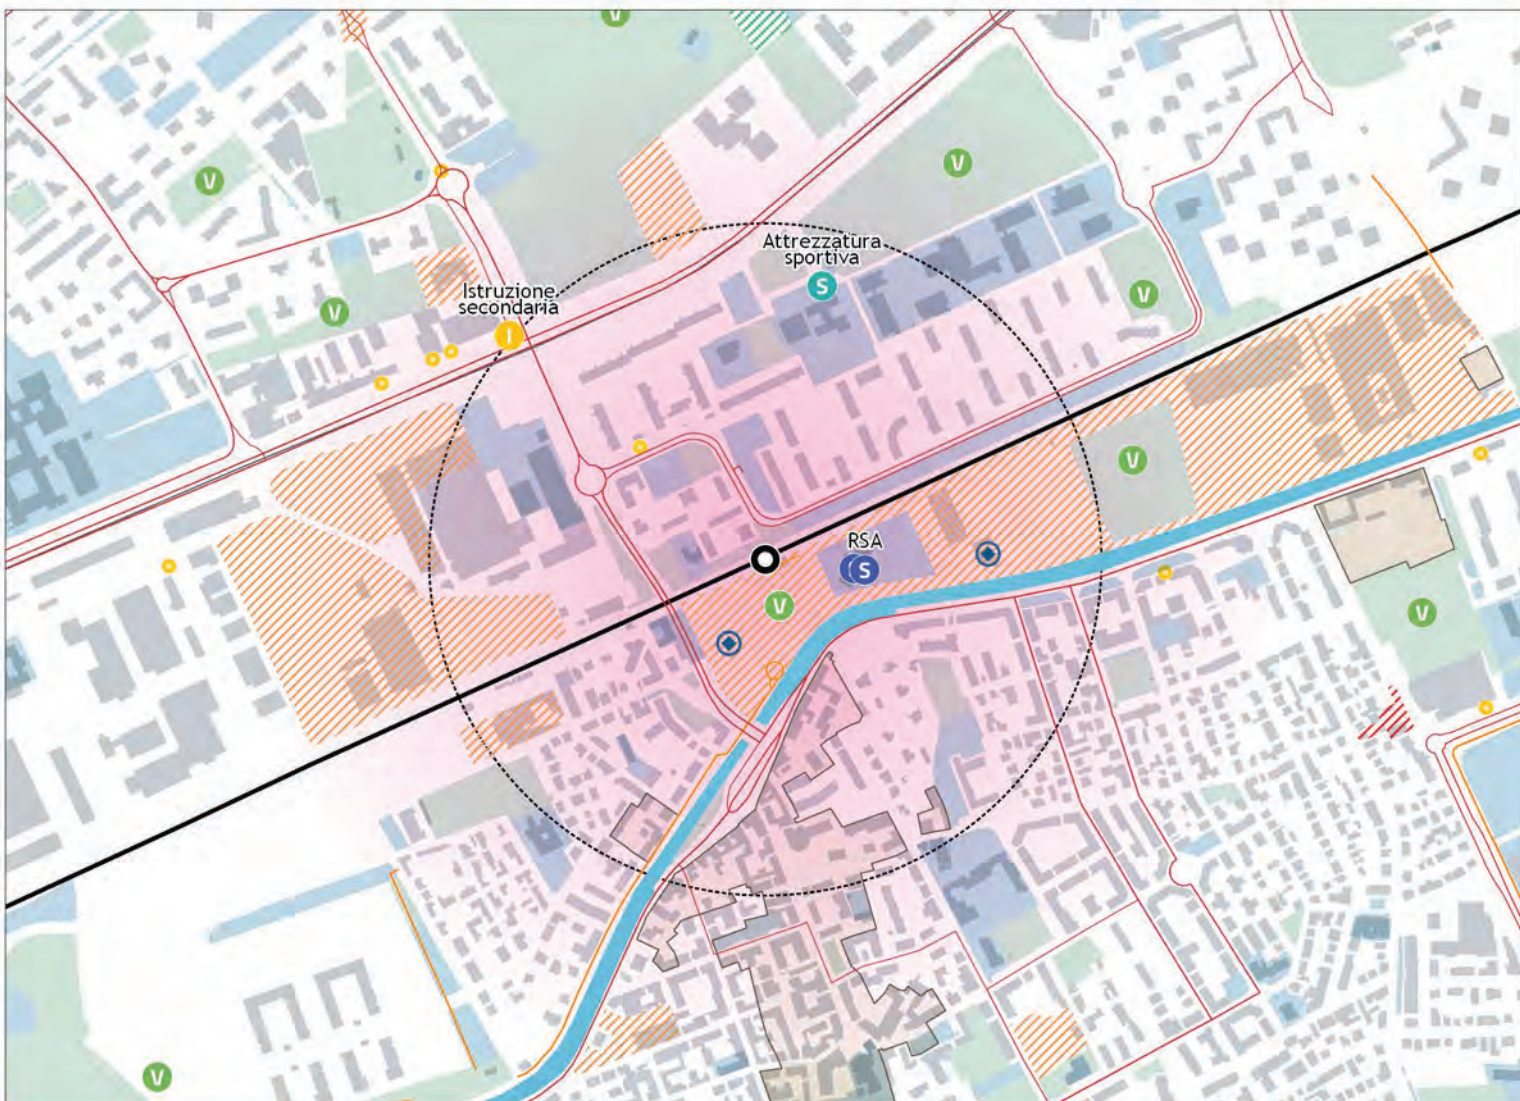 V
V
V
Attrezzatura
sportiva
S
Istruzione
secondaria
I
V
V
V
RSA
S
V
V
V